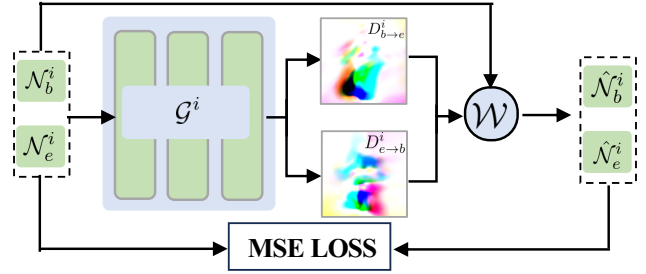 $\mathcal{N}_b^i$
$\mathcal{N}_e^i$
$\mathcal{G}^i$
$D_{b \to e}^i$
$D_{e \to b}^i$
$\mathcal{W}$
$\hat{\mathcal{N}}_b^i$
$\hat{\mathcal{N}}_e^i$
MSE LOSS